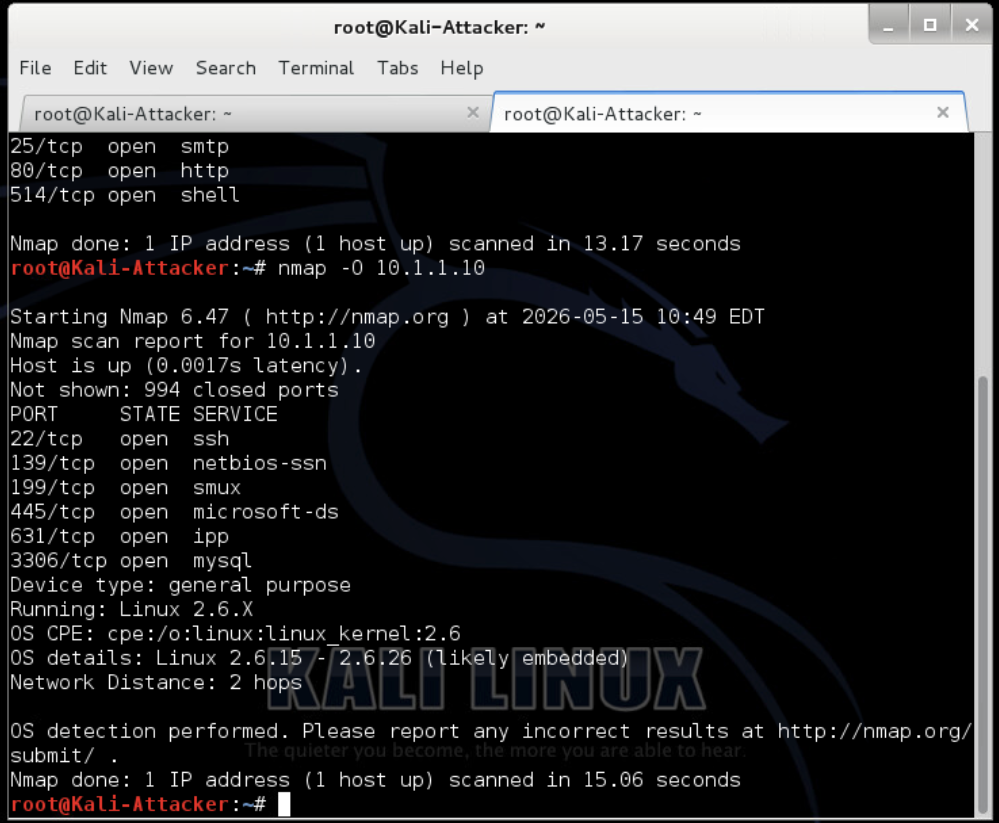 root@Kali-Attacker: ~
File Edit View Search Terminal Tabs Help
root@Kali-Attacker: ~ × root@Kali-Attacker: ~ ×
25/tcp  open  smtp
80/tcp  open  http
514/tcp open  shell
Nmap done: 1 IP address (1 host up) scanned in 13.17 seconds
root@Kali-Attacker:~# nmap -O 10.1.1.10
Starting Nmap 6.47 ( http://nmap.org ) at 2026-05-15 10:49 EDT
Nmap scan report for 10.1.1.10
Host is up (0.0017s latency).
Not shown: 994 closed ports
PORT     STATE SERVICE
22/tcp   open  ssh
139/tcp  open  netbios-ssn
199/tcp  open  smux
445/tcp  open  microsoft-ds
631/tcp  open  ipp
3306/tcp open  mysql
Device type: general purpose
Running: Linux 2.6.X
OS CPE: cpe:/o:linux:linux_kernel:2.6
OS details: Linux 2.6.15 - 2.6.26 (likely embedded)
Network Distance: 2 hops
KALI LINUX
OS detection performed. Please report any incorrect results at http://nmap.org/
submit/ .
The quieter you become, the more you are able to hear.
Nmap done: 1 IP address (1 host up) scanned in 15.06 seconds
root@Kali-Attacker:~#